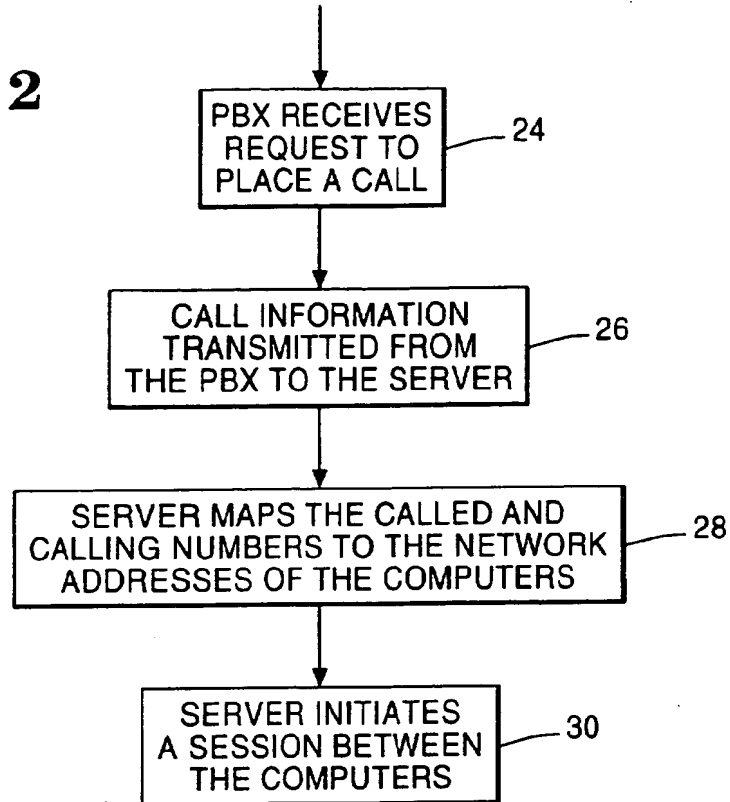 2
PBX RECEIVES
REQUEST TO
PLACE A CALL
24
CALL INFORMATION
TRANSMITTED FROM
THE PBX TO THE SERVER
26
SERVER MAPS THE CALLED AND
CALLING NUMBERS TO THE NETWORK
ADDRESSES OF THE COMPUTERS
28
SERVER INITIATES
A SESSION BETWEEN
THE COMPUTERS
30